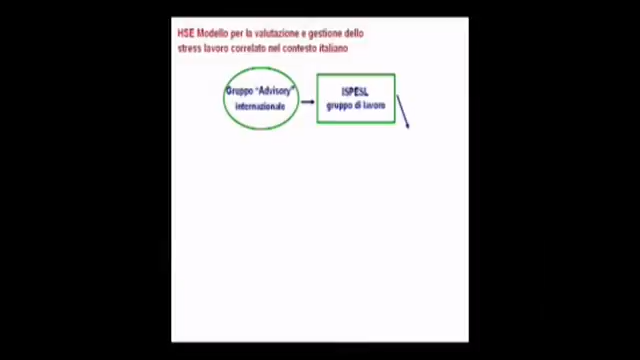 HSE Modello per la valutazione e gestione dello
stress lavoro correlato nel contesto italiano
Gruppo "Advisory"
internazionale
ISPESL
gruppo di lavoro